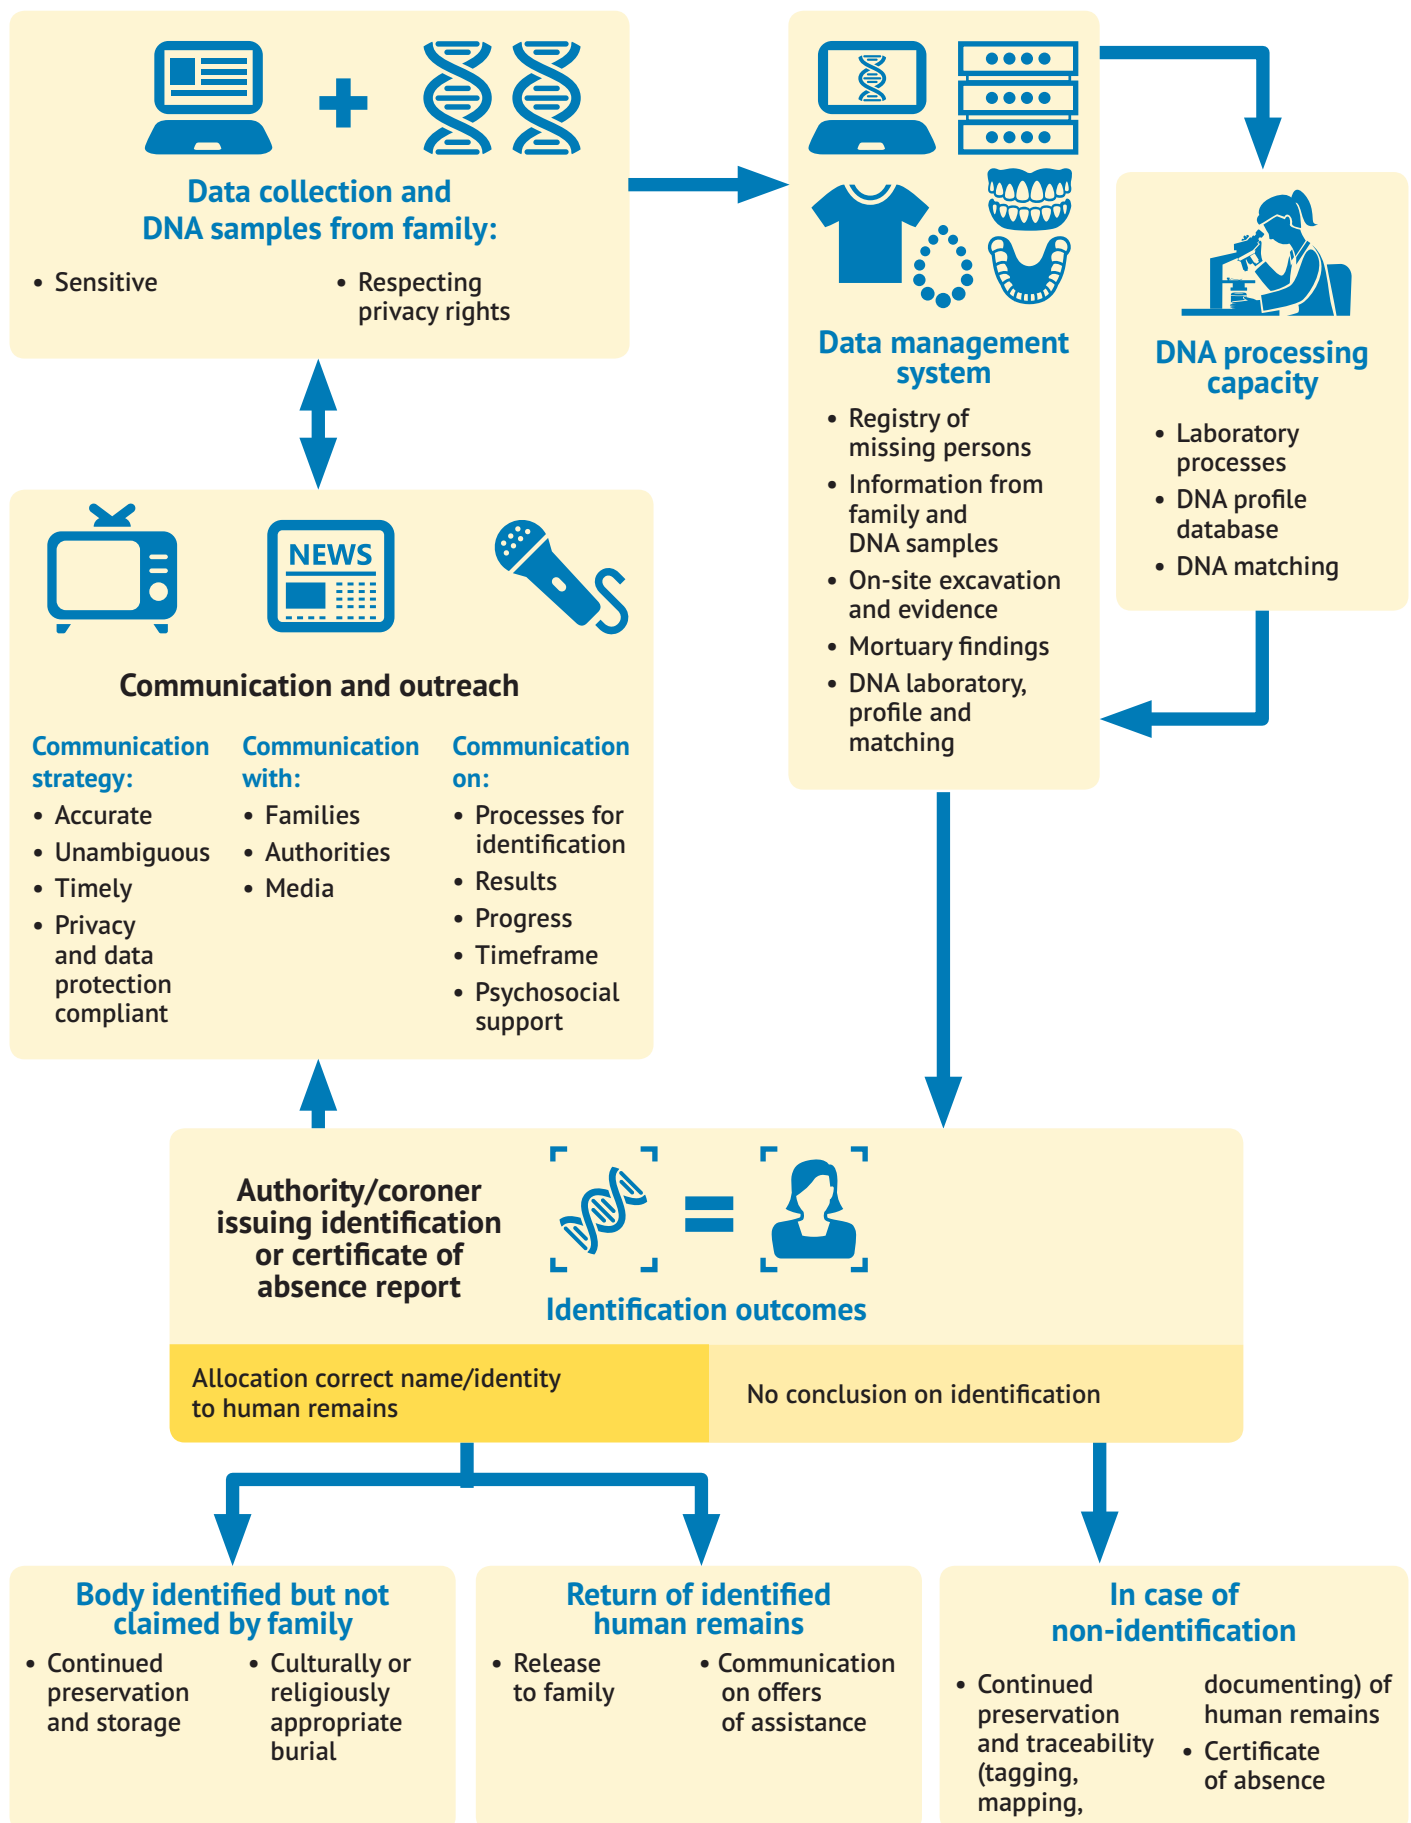 Data collection and
DNA samples from family:
• Sensitive
• Respecting
privacy rights
Data management
system
• Registry of
missing persons
• Information from
family and
DNA samples
• On-site excavation
and evidence
• Mortuary findings
• DNA laboratory,
profile and
matching
DNA processing
capacity
• Laboratory
processes
• DNA profile
database
• DNA matching
NEWS
Communication and outreach
Communication
strategy:
• Accurate
• Unambiguous
• Timely
• Privacy
and data
protection
compliant
Communication
with:
• Families
• Authorities
• Media
Communication
on:
• Processes for
identification
• Results
• Progress
• Timeframe
• Psychosocial
support
Authority/coroner
issuing identification
or certificate of
absence report
Identification outcomes
Allocation correct name/identity
to human remains
No conclusion on identification
Body identified but not
claimed by family
• Continued
preservation
and storage
• Culturally or
religiously
appropriate
burial
Return of identified
human remains
• Release
to family
• Communication
on offers
of assistance
In case of
non-identification
• Continued
preservation
and traceability
(tagging,
mapping,
documenting) of
human remains
• Certificate
of absence